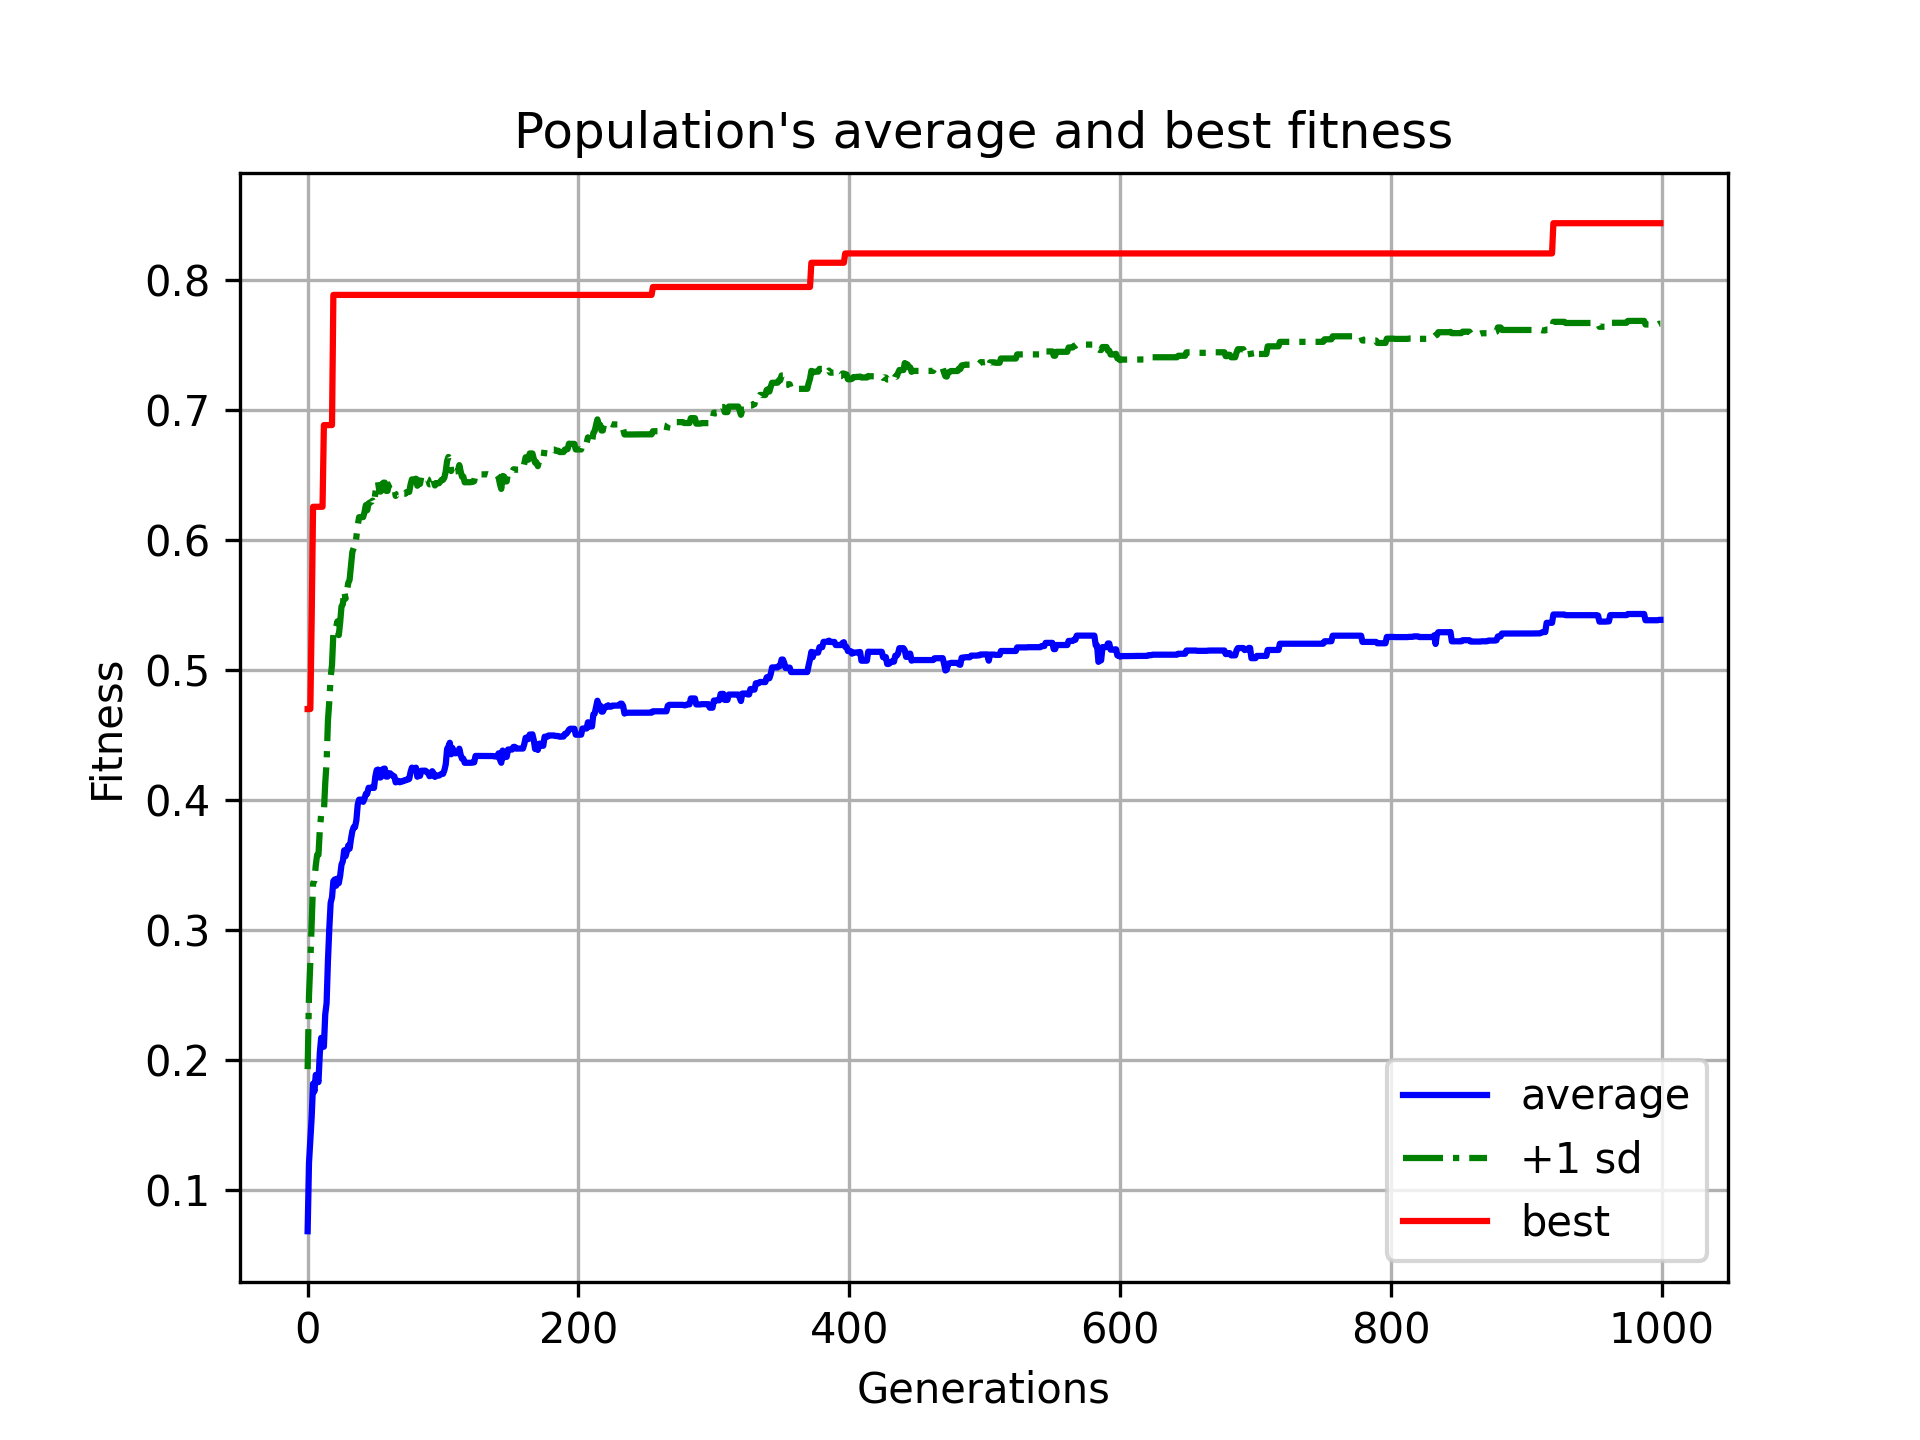 Population's average and best fitness
Fitness
0.8
0.7
0.6
0.5
0.4
0.3
0.2
0.1
0 200 400 600 800 1000
Generations
average
+1 sd
best